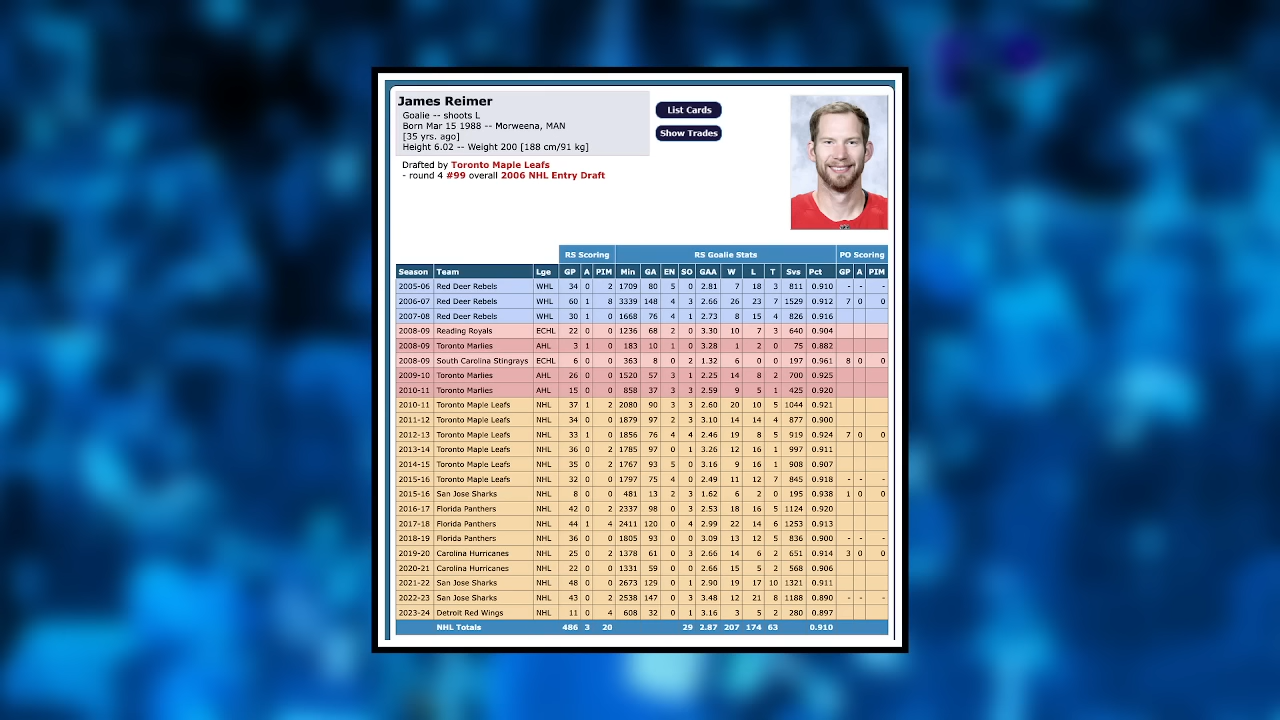 James Reimer
Goalie -- shoots L
Born Mar 15 1988 -- Morweena, MAN
[35 yrs. ago]
Height 6.02 -- Weight 200 [188 cm/91 kg]
List Cards
Show Trades
Drafted by Toronto Maple Leafs
- round 4 #99 overall 2006 NHL Entry Draft
RS Scoring RS Goalie Stats PO Scoring
Season Team Lge GP A PIM Min GA EN SO GAA W L T Svs Pct GP A PIM
2005-06 Red Deer Rebels WHL 34 0 2 1709 80 5 0 2.81 7 18 3 811 0.910 - - -
2006-07 Red Deer Rebels WHL 60 1 8 3339 148 4 3 2.66 26 23 7 1529 0.912 7 0 0
2007-08 Red Deer Rebels WHL 30 1 0 1668 76 4 1 2.73 8 15 4 826 0.916
2008-09 Reading Royals ECHL 22 0 0 1236 68 2 0 3.30 10 7 3 640 0.904
2008-09 Toronto Marlies AHL 3 1 0 183 10 1 0 3.28 1 2 0 75 0.882
2008-09 South Carolina Stingrays ECHL 6 0 0 363 8 0 2 1.32 6 0 0 197 0.961 8 0 0
2009-10 Toronto Marlies AHL 26 0 0 1520 57 3 1 2.25 14 8 2 700 0.925
2010-11 Toronto Marlies AHL 15 0 0 858 37 3 3 2.59 9 5 1 425 0.920
2010-11 Toronto Maple Leafs NHL 37 1 2 2080 90 3 3 2.60 20 10 5 1044 0.921
2011-12 Toronto Maple Leafs NHL 34 0 0 1879 97 2 3 3.10 14 14 4 877 0.900
2012-13 Toronto Maple Leafs NHL 33 1 0 1856 76 4 4 2.46 19 8 5 919 0.924 7 0 0
2013-14 Toronto Maple Leafs NHL 36 0 2 1785 97 0 1 3.26 12 16 1 997 0.911
2014-15 Toronto Maple Leafs NHL 35 0 2 1767 93 5 0 3.16 9 16 1 908 0.907
2015-16 Toronto Maple Leafs NHL 32 0 0 1797 75 4 0 2.49 11 12 7 845 0.918 - - -
2015-16 San Jose Sharks NHL 8 0 0 481 13 2 3 1.62 6 2 0 195 0.938 1 0 0
2016-17 Florida Panthers NHL 42 0 2 2337 98 0 3 2.53 18 16 5 1124 0.920
2017-18 Florida Panthers NHL 44 1 4 2411 120 0 4 2.99 22 14 6 1253 0.913
2018-19 Florida Panthers NHL 36 0 0 1805 93 0 0 3.09 13 12 5 836 0.900 - - -
2019-20 Carolina Hurricanes NHL 25 0 2 1378 61 0 3 2.66 14 6 2 651 0.914 3 0 0
2020-21 Carolina Hurricanes NHL 22 0 0 1331 59 0 0 2.66 15 5 2 568 0.906
2021-22 San Jose Sharks NHL 48 0 0 2673 129 0 1 2.90 19 17 10 1321 0.911
2022-23 San Jose Sharks NHL 43 0 2 2538 147 0 3 3.48 12 21 8 1188 0.890 - - -
2023-24 Detroit Red Wings NHL 11 0 4 608 32 0 1 3.16 3 5 2 280 0.897
NHL Totals 486 3 20 29 2.87 207 174 63 0.910